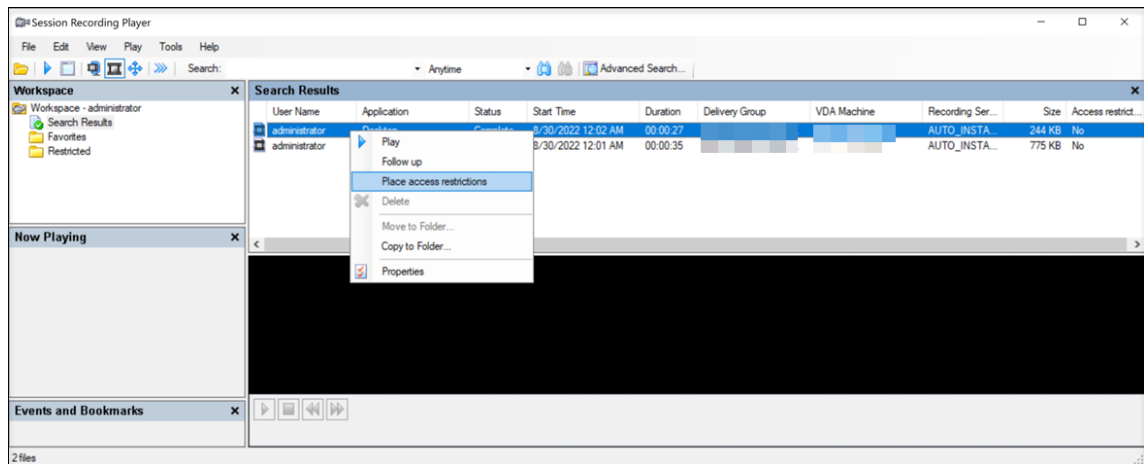 Session Recording Player
File Edit View Play Tools Help
Search: Anytime Advanced Search...
Workspace
Workspace - administrator
Search Results
Favorites
Restricted
Search Results
User Name Application Status Start Time Duration Delivery Group VDA Machine Recording Ser... Size Access restrict...
administrator Desktop Complete 8/30/2022 12:02 AM 00:00:27 AUTO_INSTA... 244 KB No
administrator 8/30/2022 12:01 AM 00:00:35 AUTO_INSTA... 775 KB No
Play
Follow up
Place access restrictions
Delete
Move to Folder...
Copy to Folder...
Properties
Now Playing
Events and Bookmarks
2 files